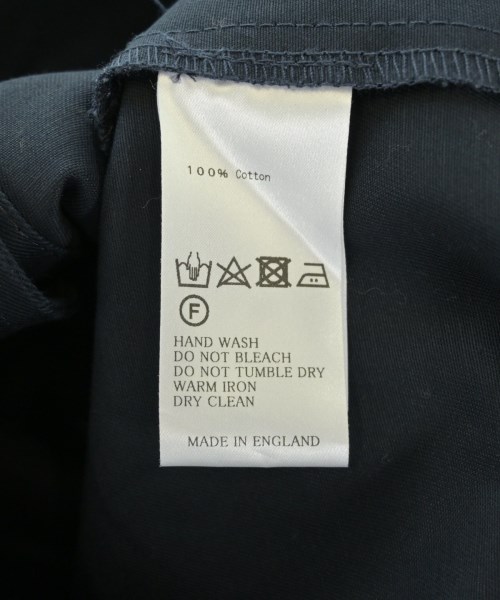 100% Cotton
F
HAND WASH
DO NOT BLEACH
DO NOT TUMBLE DRY
WARM IRON
DRY CLEAN
MADE IN ENGLAND